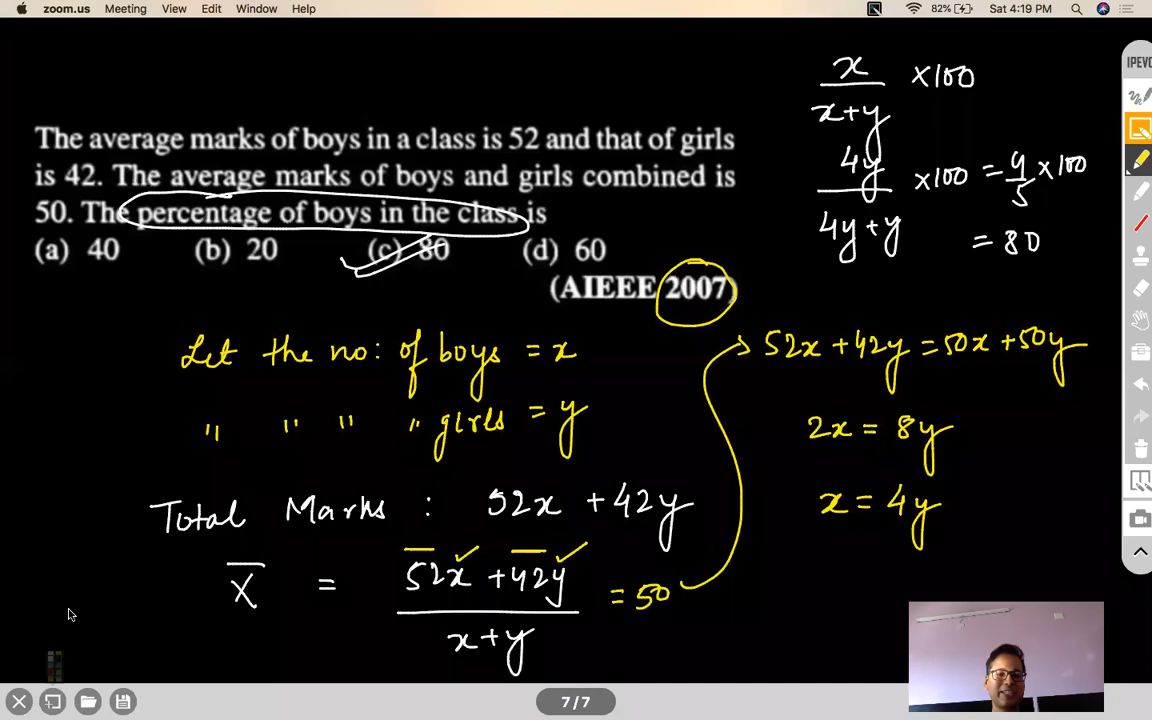 zoom.us Meeting View Edit Window Help 82% Sat 4:19 PM
IPEVO
The average marks of boys in a class is 52 and that of girls
is 42. The average marks of boys and girls combined is
50. The percentage of boys in the class is
(a) 40 (b) 20 (c) 80 (d) 60
(AIEEE 2007)
x / x+y ×100
4y / 4y+y ×100 = 4/5 ×100
= 80
Let the no: of boys = x
" " " " girls = y
Total Marks : 52x + 42y
X̅ = 52x + 42y / x+y = 50
52x + 42y = 50x + 50y
2x = 8y
x = 4y
7/7